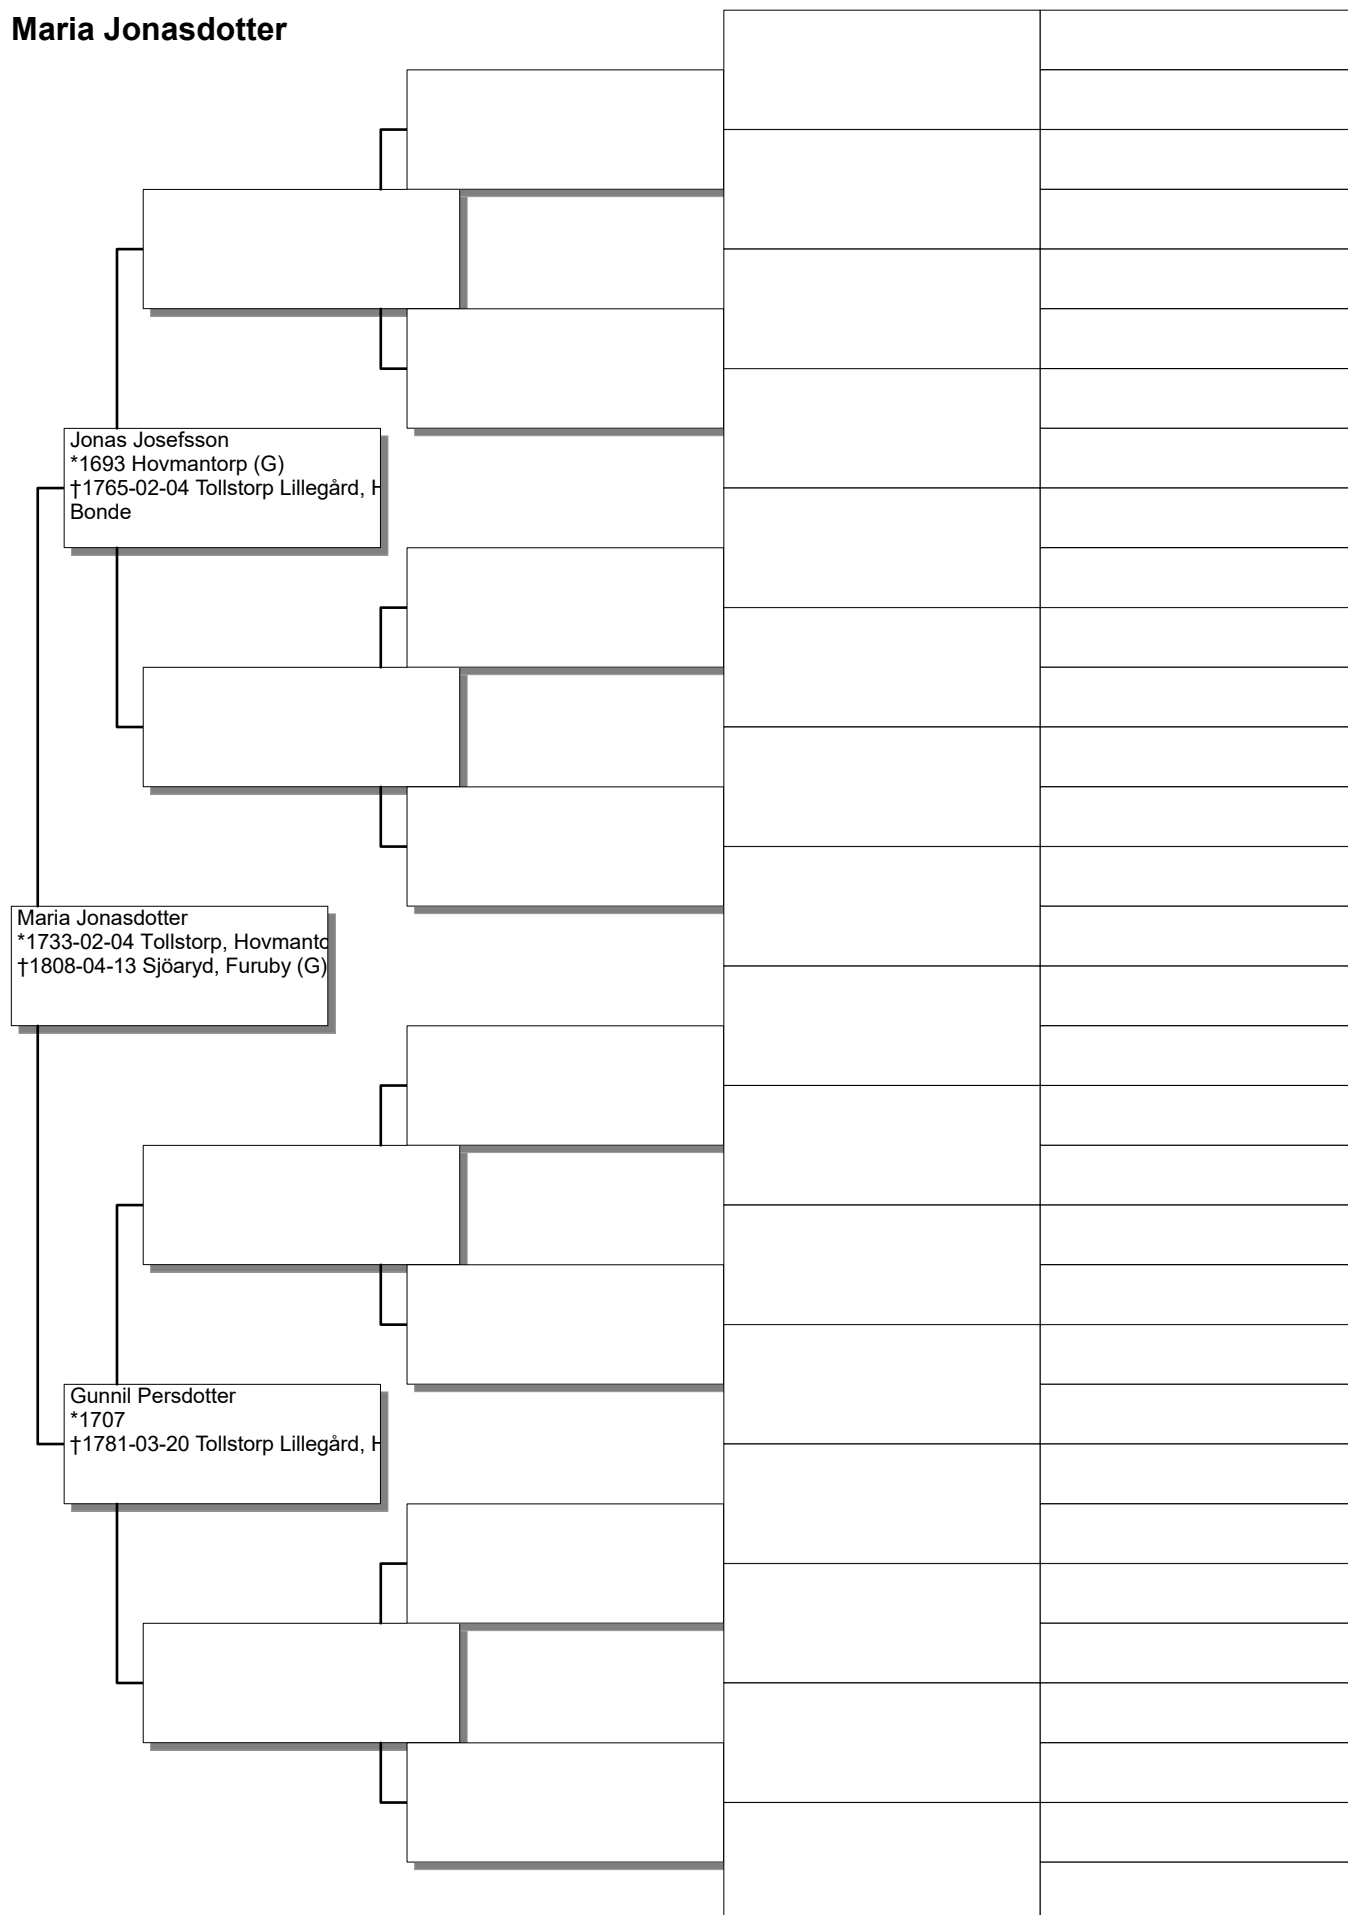 Maria Jonasdotter
Jonas Josefsson
*1693 Hovmantorp (G)
†1765-02-04 Tollstorp Lillegård, H
Bonde
Maria Jonasdotter
*1733-02-04 Tollstorp, Hovmanto
†1808-04-13 Sjöaryd, Furuby (G)
Gunnil Persdotter
*1707
†1781-03-20 Tollstorp Lillegård, H